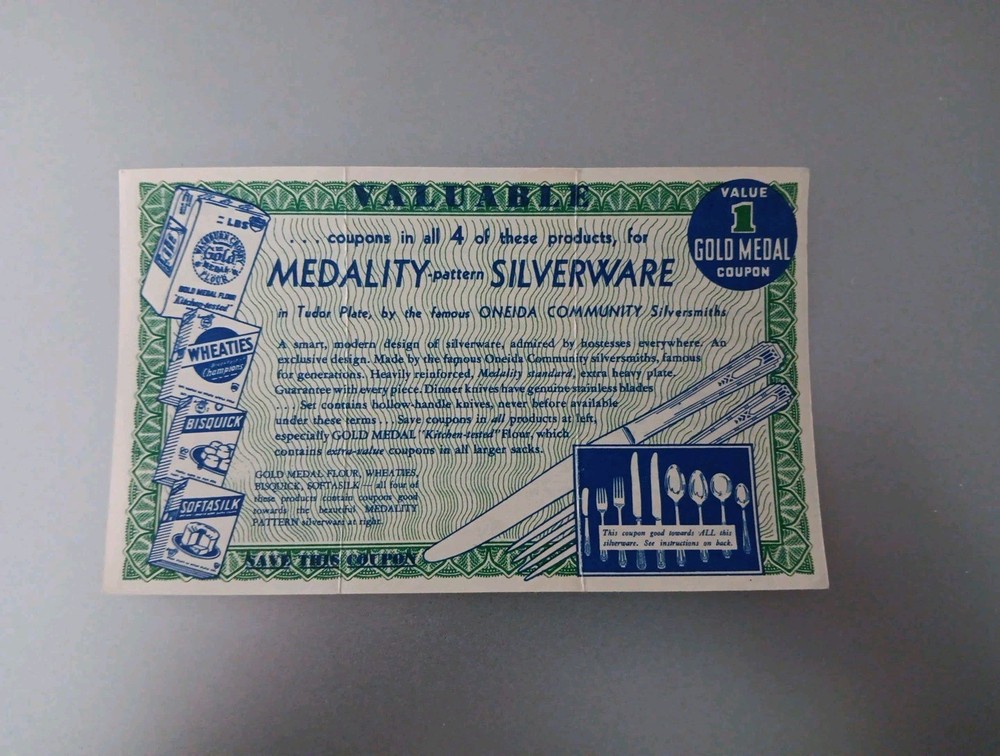 VALUABLE
VALUE
1
GOLD MEDAL
COUPON
. . . coupons in all 4 of these products, for
MEDALITY-pattern SILVERWARE
in Tudor Plate, by the famous ONEIDA COMMUNITY Silversmiths
A smart, modern design of silverware, admired by hostesses everywhere. An
exclusive design. Made by the famous Oneida Community silversmiths, famous
for generations. Heavily reinforced, Medality standard, extra heavy plate.
Guarantee with every piece. Dinner knives have genuine stainless blades
. . . Set contains hollow-handle knives, never before available
under these terms . . . Save coupons in all products at left,
especially GOLD MEDAL "Kitchen-tested" Flour, which
contains extra-value coupons in all larger sacks.
GOLD MEDAL FLOUR, WHEATIES,
BISQUICK, SOFTASILK — all four of
these products contain coupons good
towards the beautiful MEDALITY
PATTERN silverware at right.
SAVE THIS COUPON
LBS
WASHBURN CROSBY
Gold
MEDAL
FLOUR
GOLD MEDAL FLOUR
"Kitchen-tested"
WHEATIES
Champions
BISQUICK
SOFTASILK
This coupon good towards ALL this
silverware. See instructions on back.